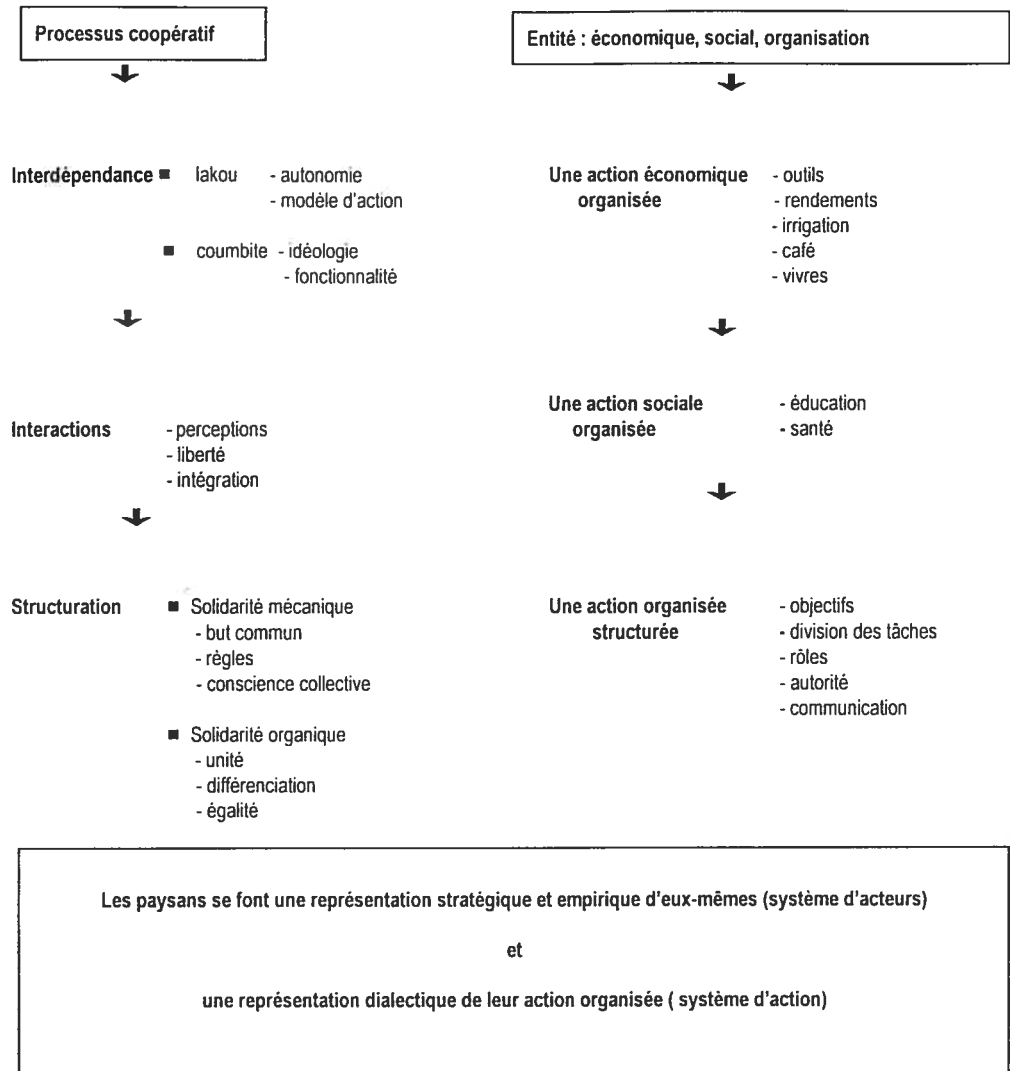 Processus coopératif
Interdépendance ■ lakou - autonomie
- modèle d'action
■ coumbite - idéologie
- fonctionnalité
Interactions - perceptions
- liberté
- intégration
Structuration ■ Solidarité mécanique
- but commun
- règles
- conscience collective
■ Solidarité organique
- unité
- différenciation
- égalité
Entité : économique, social, organisation
Une action économique - outils
organisée - rendements
- irrigation
- café
- vivres
Une action sociale - éducation
organisée - santé
Une action organisée - objectifs
structurée - division des tâches
- rôles
- autorité
- communication
Les paysans se font une représentation stratégique et empirique d'eux-mêmes (système d'acteurs)
et
une représentation dialectique de leur action organisée ( système d'action)